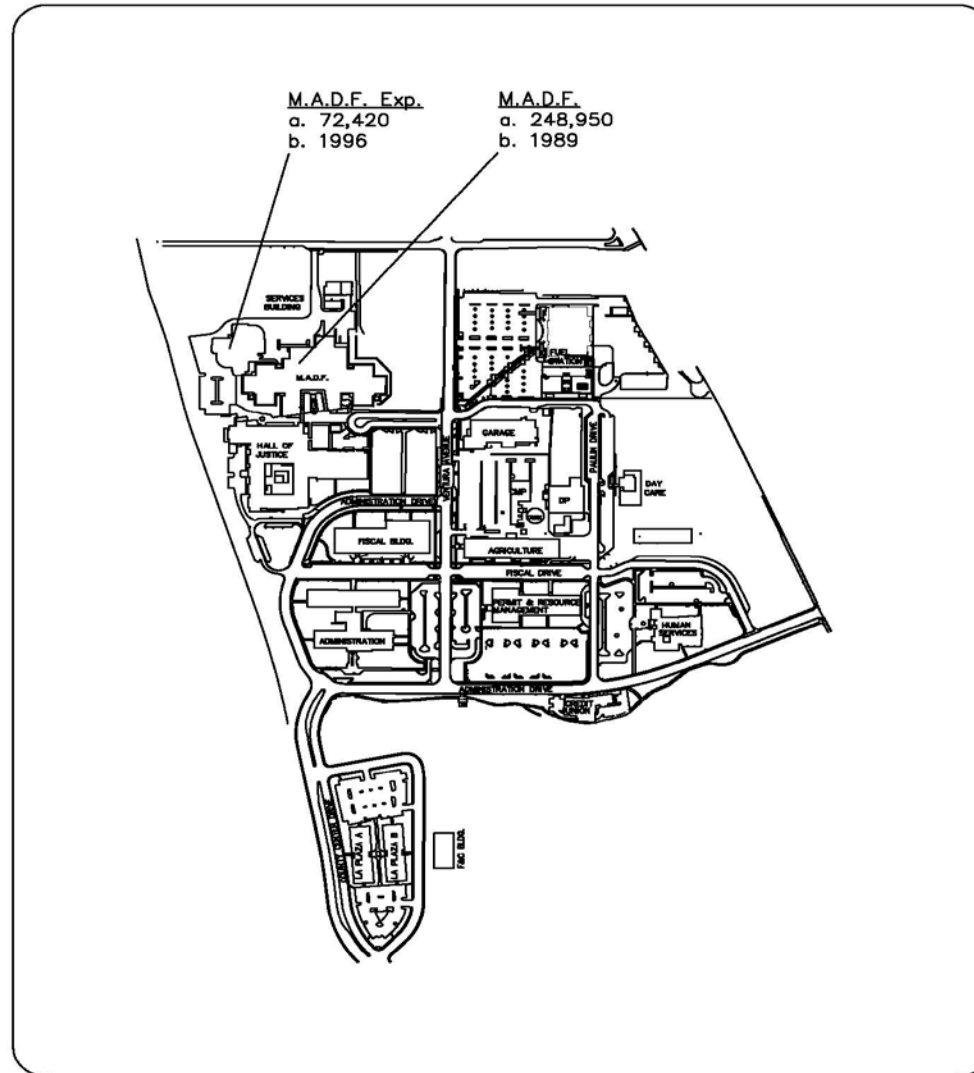 M.A.D.F. Exp.
a. 72,420
b. 1996
M.A.D.F.
a. 248,950
b. 1989
SERVICES
BUILDING
M.A.D.F.
FUEL
STATION
HALL OF
JUSTICE
VENTURA AVENUE
GARAGE
PAULIN DRIVE
DAY
CARE
CMP
DP
ADMINISTRATION DRIVE
FISCAL BLDG.
AGRICULTURE
FISCAL DRIVE
PERMIT & RESOURCE
MANAGEMENT
ADMINISTRATION
HUMAN
SERVICES
ADMINISTRATION DRIVE
CREDIT
UNION
COUNTY CENTER DRIVE
LA PLAZA A
LA PLAZA B
F&C BLDG.